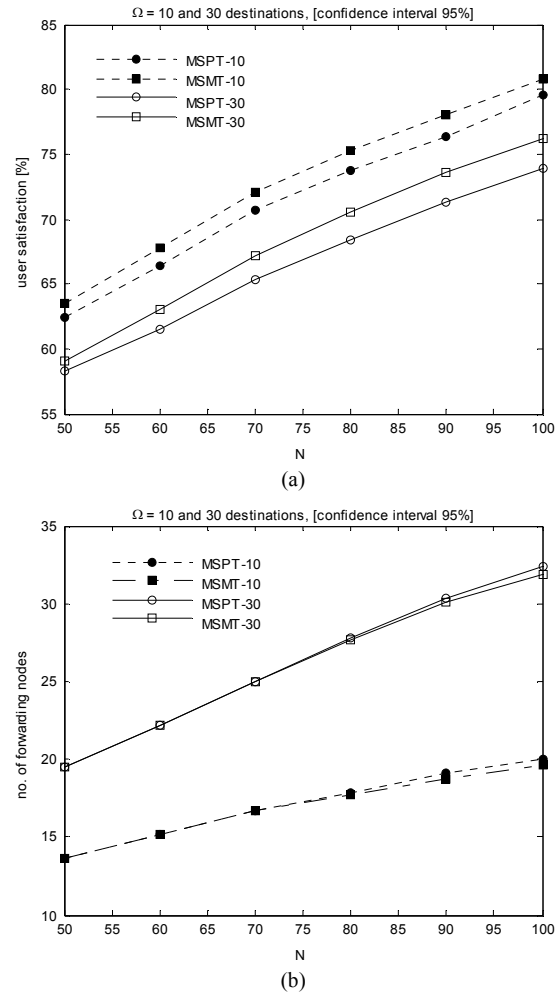 Ω = 10 and 30 destinations, [confidence interval 95%]
MSPT-10
MSMT-10
MSPT-30
MSMT-30
user satisfaction [%]
85
80
75
70
65
60
55
50 55 60 65 70 75 80 85 90 95 100
N
(a)
Ω = 10 and 30 destinations, [confidence interval 95%]
MSPT-10
MSMT-10
MSPT-30
MSMT-30
no. of forwarding nodes
35
30
25
20
15
10
50 55 60 65 70 75 80 85 90 95 100
N
(b)